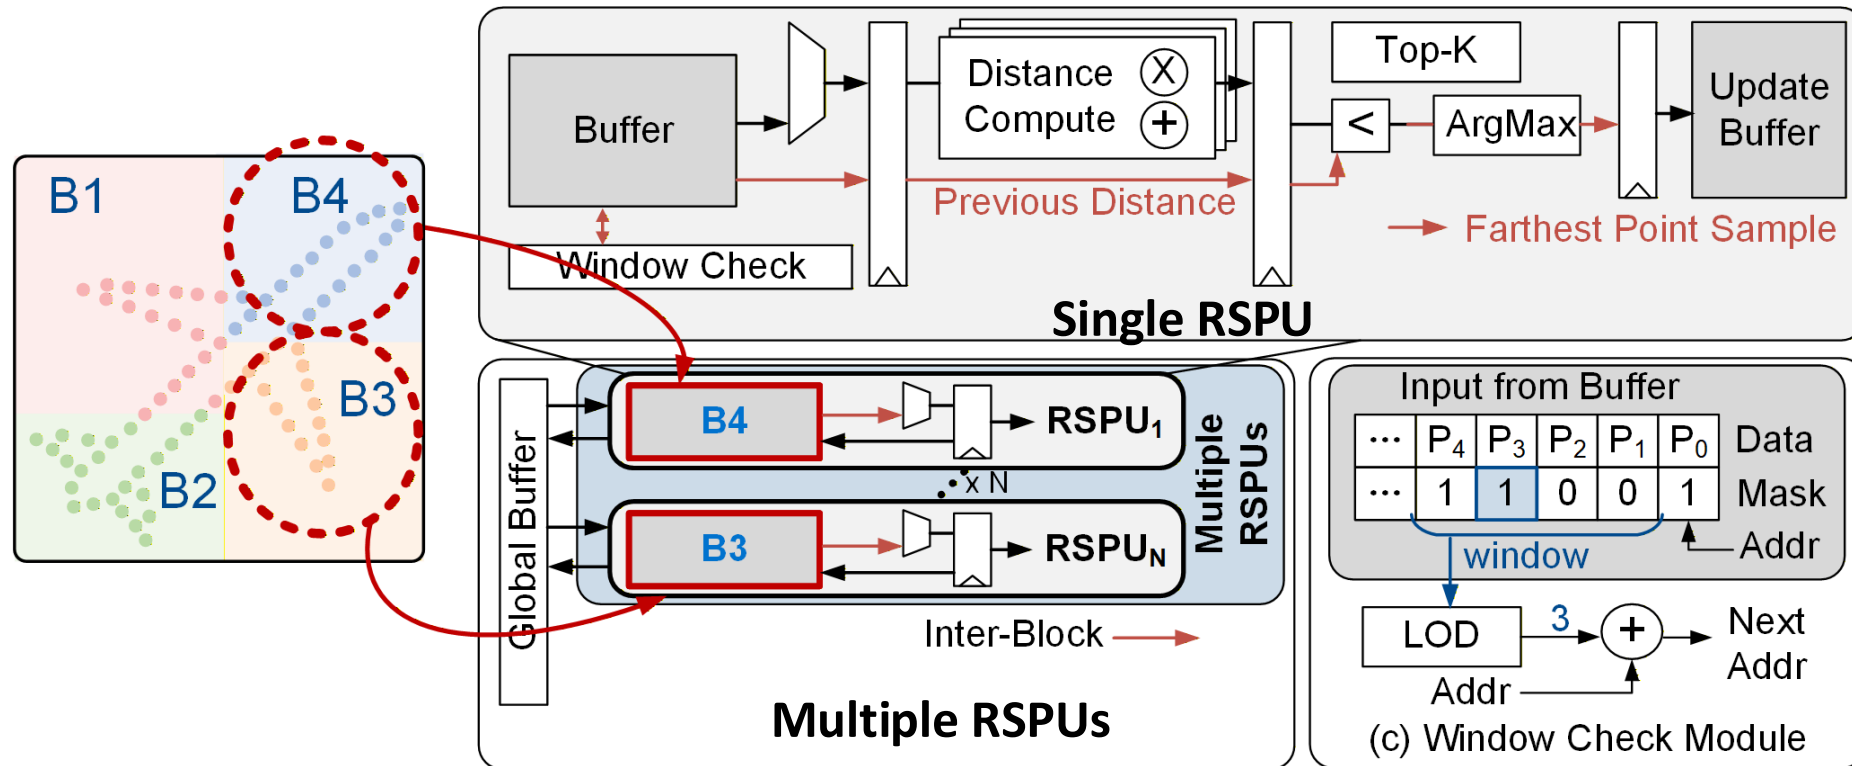 B1
B4
B3
B2
Buffer
Window Check
Distance
Compute
X
+
Previous Distance
Top-K
<
ArgMax
Update
Buffer
Farthest Point Sample
Single RSPU
Global Buffer
B4
RSPU1
x N
B3
RSPUN
Multiple
RSPUs
Inter-Block
Multiple RSPUs
Input from Buffer
... P4 P3 P2 P1 P0 Data
... 1 1 0 0 1 Mask
window
Addr
LOD
3
+
Next
Addr
Addr
(c) Window Check Module